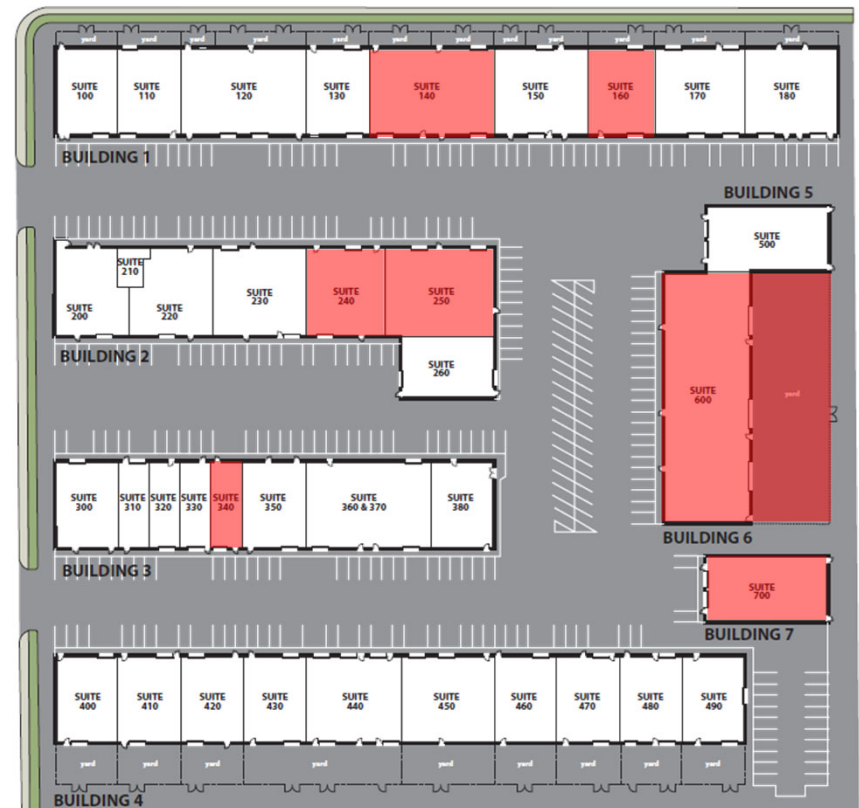 yard yard yard yard yard yard yard yard yard yard
SUITE 100
SUITE 110
SUITE 120
SUITE 130
SUITE 140
SUITE 150
SUITE 160
SUITE 170
SUITE 180
BUILDING 1
BUILDING 5
SUITE 500
SUITE 200
SUITE 210
SUITE 220
SUITE 230
SUITE 240
SUITE 250
SUITE 260
BUILDING 2
SUITE 600
yard
BUILDING 6
SUITE 300
SUITE 310
SUITE 320
SUITE 330
SUITE 340
SUITE 350
SUITE 360 & 370
SUITE 380
BUILDING 3
SUITE 700
BUILDING 7
SUITE 400
SUITE 410
SUITE 420
SUITE 430
SUITE 440
SUITE 450
SUITE 460
SUITE 470
SUITE 480
SUITE 490
yard yard yard yard yard yard yard yard yard
BUILDING 4